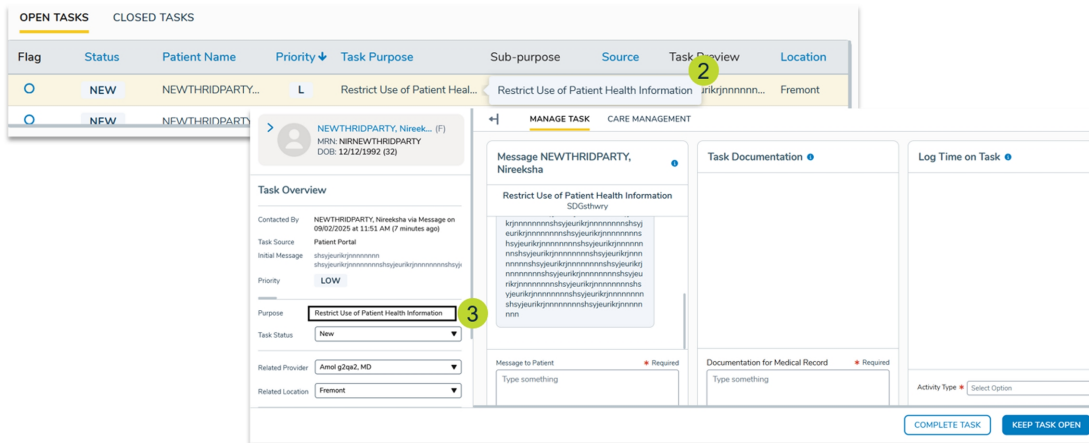 OPEN TASKS CLOSED TASKS
Flag Status Patient Name Priority Task Purpose Sub-purpose Source Task Preview Location
2
NEW NEWTHRIDPARTY... L Restrict Use of Patient Heal... Restrict Use of Patient Health Information urikrjnnnnnn... Fremont
NEW NEWTHRIDPARTY
NEWTHRIDPARTY, Nireek... (F)
MRN: NIRNEWTHRIDPARTY
DOB: 12/12/1992 (32)
Task Overview
Contacted By NEWTHRIDPARTY, Nireeksha via Message on
09/02/2025 at 11:51 AM (7 minutes ago)
Task Source Patient Portal
Initial Message shsyjeurikrjnnnnnnnn
Priority LOW
Purpose Restrict Use of Patient Health Information
3
Task Status New
Related Provider Amol g2qa2, MD
Related Location Fremont
MANAGE TASK CARE MANAGEMENT
Message NEWTHRIDPARTY,
Nireeksha
Restrict Use of Patient Health Information
SDGsthwry
Message to Patient * Required
Type something
Task Documentation
Documentation for Medical Record * Required
Type something
Log Time on Task
Activity Type * Select Option
COMPLETE TASK KEEP TASK OPEN